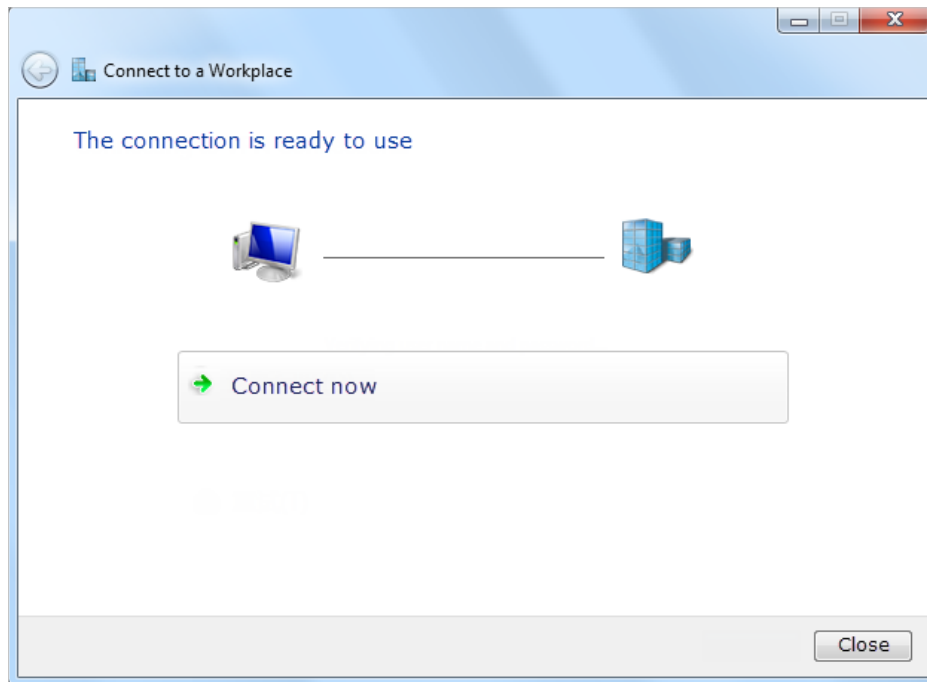 Connect to a Workplace
The connection is ready to use
Connect now
Close